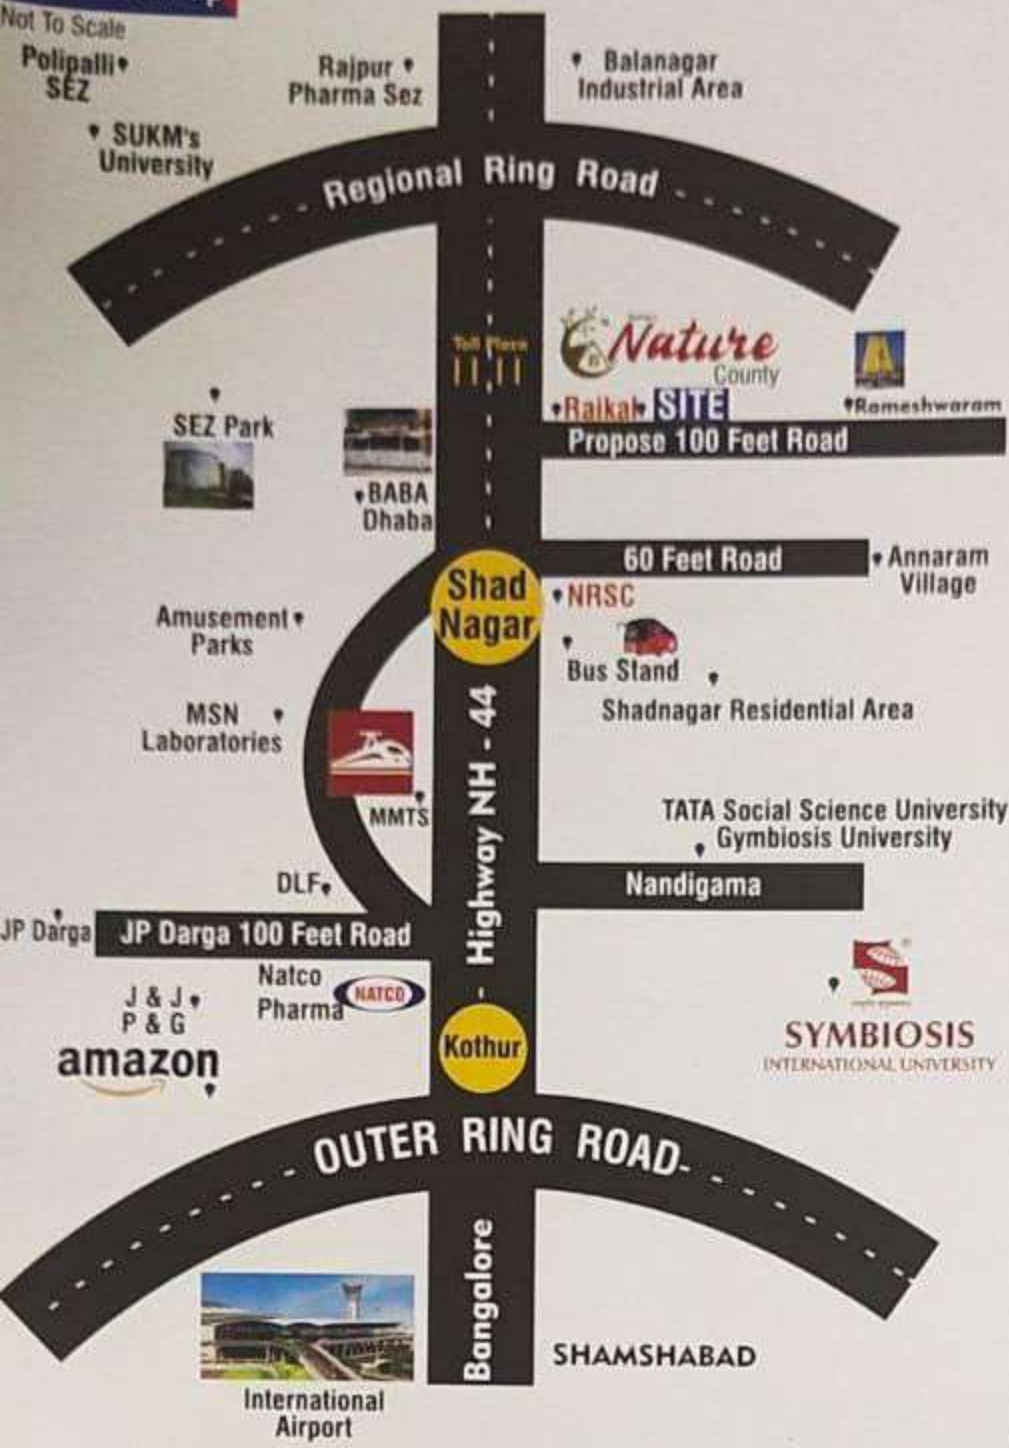 Not To Scale
Polipalli
SEZ
Rajpur
Pharma Sez
Balanagar
Industrial Area
SUKM's
University
Regional Ring Road
Toll Plaza
Nature
County
Raikal SITE
Rameshwaram
Propose 100 Feet Road
SEZ Park
BABA
Dhaba
60 Feet Road
Annaram
Village
Shad
Nagar
NRSC
Amusement
Parks
Bus Stand
Shadnagar Residential Area
MSN
Laboratories
MMTS
Bangalore - Highway NH - 44
TATA Social Science University
Gymbiosis University
DLF
Nandigama
JP Darga
JP Darga 100 Feet Road
Natco
Pharma
NATCO
J & J
P & G
amazon
Kothur
SYMBIOSIS
INTERNATIONAL UNIVERSITY
OUTER RING ROAD
SHAMSHABAD
International
Airport